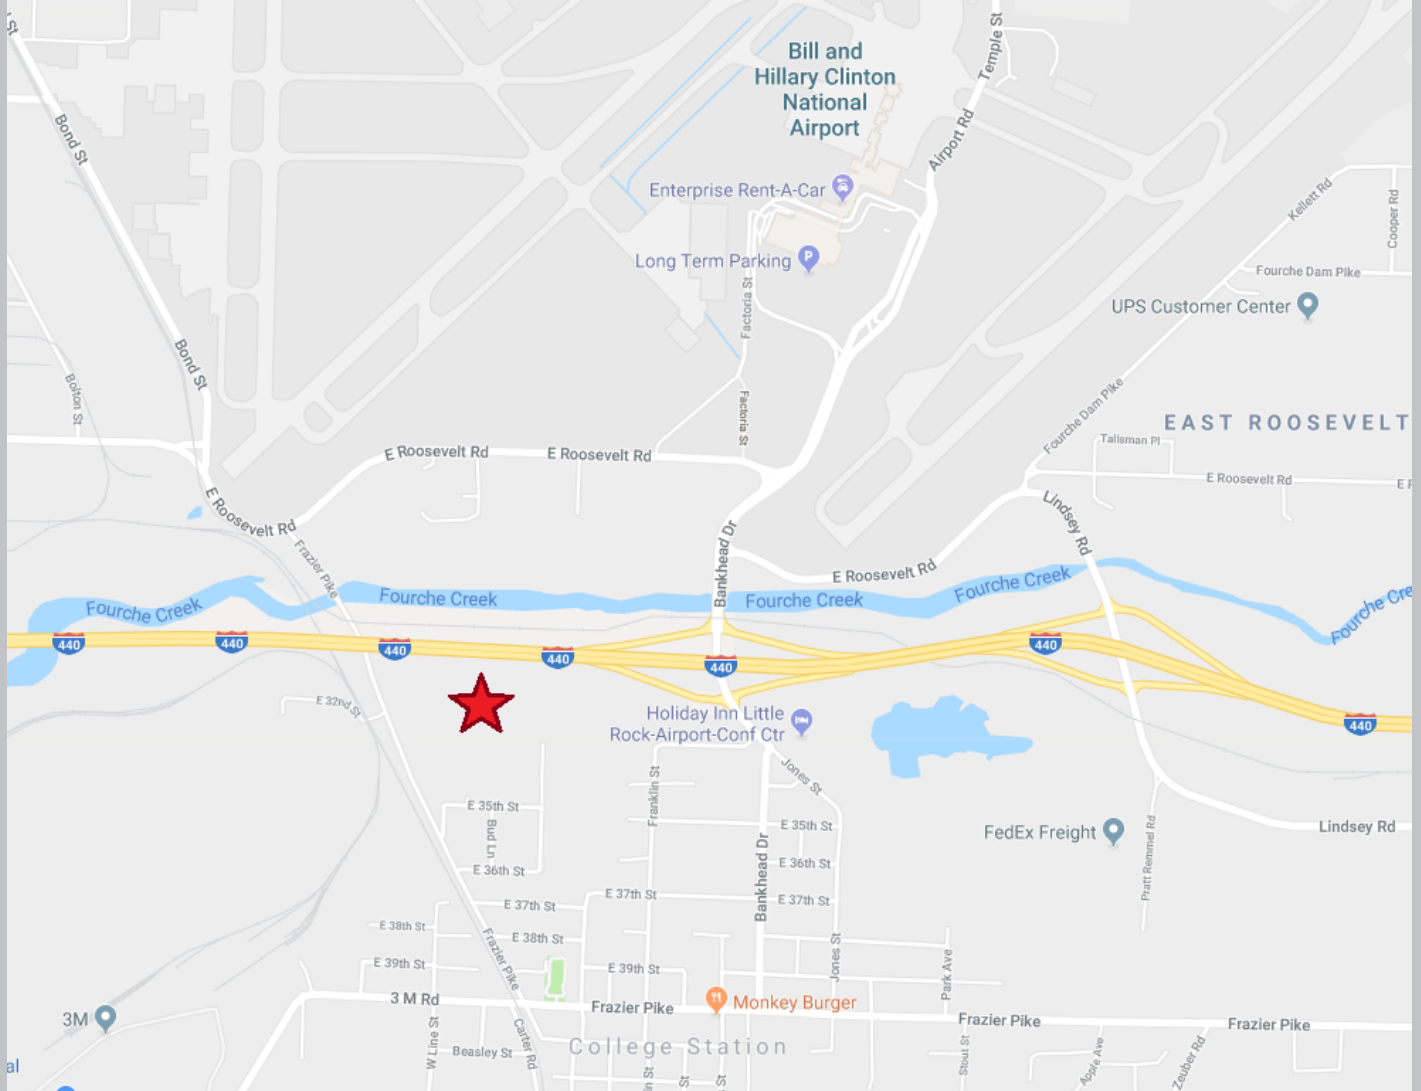 St
Temple St
Bill and
Hillary Clinton
National
Airport
Bond St
Airport Rd
Enterprise Rent-A-Car
Kellett Rd
Cooper Rd
Long Term Parking
Fourche Dam Pike
Factoria St
UPS Customer Center
Bond St
Bolton St
Factoria St
Fourche Dam Pike
EAST ROOSEVELT
Talisman Pl
E Roosevelt Rd
E Roosevelt Rd
E Roosevelt Rd
E Roosevelt Rd
Lindsey Rd
Frazier Pike
Bankhead Dr
E Roosevelt Rd
Fourche Creek
Fourche Creek
Fourche Creek
Fourche Creek
Fourche Cre
440
440
440
440
440
440
440
E 32nd St
Holiday Inn Little
Rock-Airport-Conf Ctr
Jones St
Franklin St
E 35th St
Bud Ln
E 35th St
FedEx Freight
Lindsey Rd
Pratt Remmel Rd
E 36th St
E 36th St
Bankhead Dr
E 37th St
E 37th St
E 37th St
E 38th St
E 38th St
Frazier Pike
Jones St
Park Ave
E 39th St
E 39th St
3 M Rd
Frazier Pike
Monkey Burger
3M
Frazier Pike
Frazier Pike
W Line St
Carter Rd
Beasley St
College Station
Stout St
Apple Ave
Zeuber Rd
al
St
St